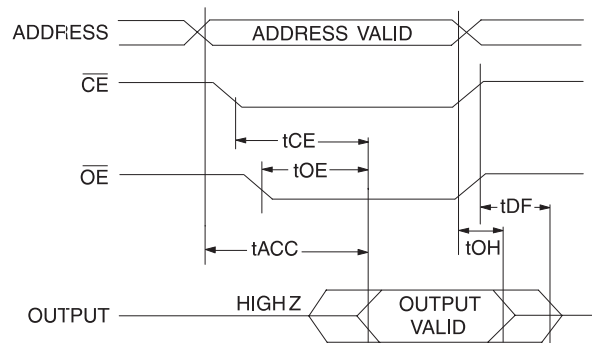 ADDRESS
ADDRESS VALID
CE
tCE
OE
tOE
tDF
tACC
tOH
OUTPUT
HIGH Z
OUTPUT
VALID